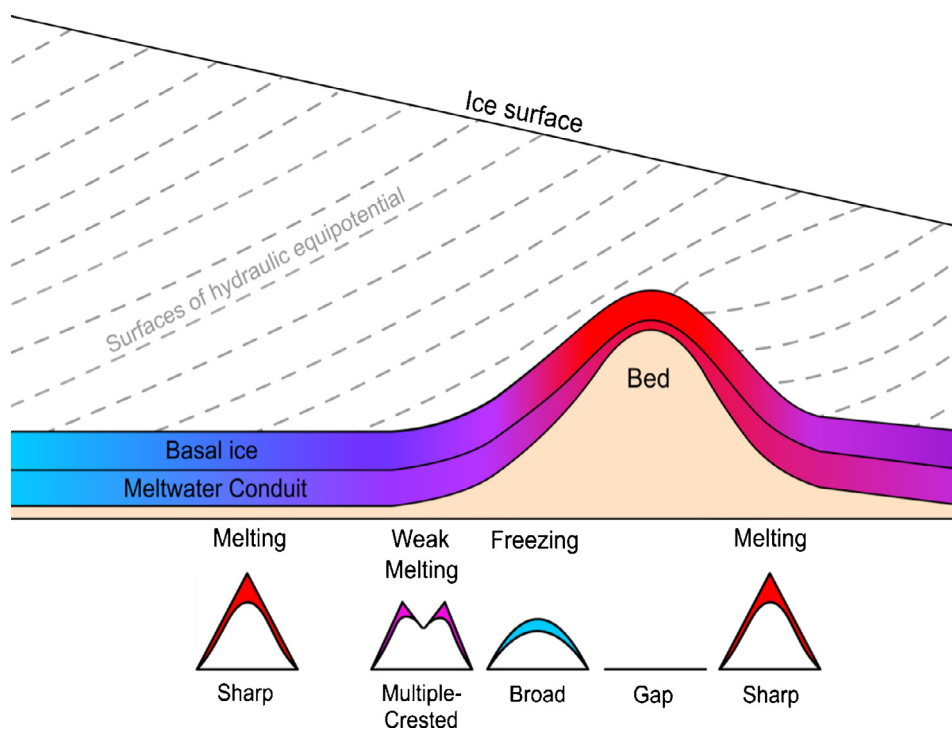 Ice surface
Surfaces of hydraulic equipotential
Bed
Basal ice
Meltwater Conduit
Melting
Weak
Melting
Freezing
Melting
Sharp
Multiple-
Crested
Broad
Gap
Sharp